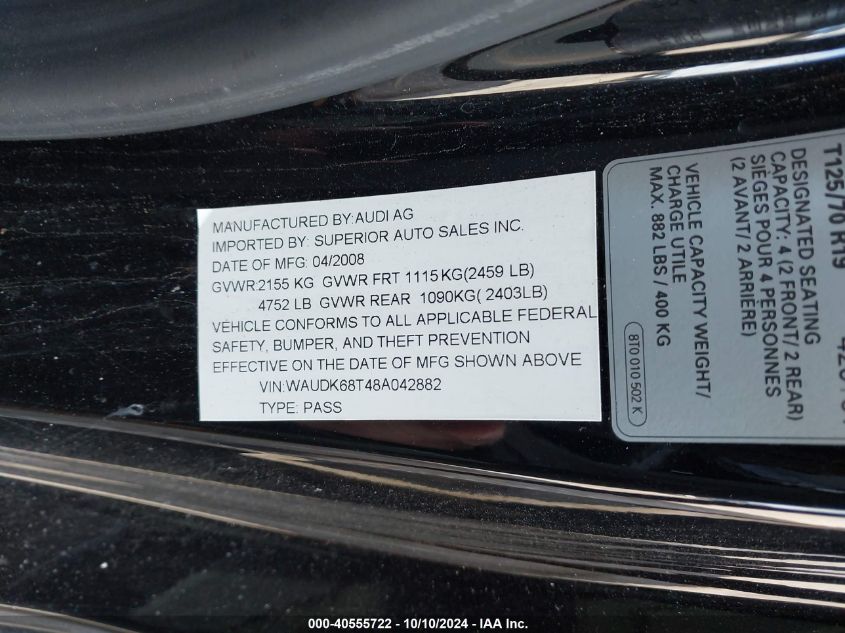 MANUFACTURED BY:AUDI AG
IMPORTED BY: SUPERIOR AUTO SALES INC.
DATE OF MFG: 04/2008
GVWR 2155 KG GVWR FRT 1115 KG(2459 LB)
4752 LB GVWR REAR 1090KG( 2403LB)
VEHICLE CONFORMS TO ALL APPLICABLE FEDERAL
SAFETY, BUMPER, AND THEFT PREVENTION
EFFECTIVE ON THE DATE OF MFG SHOWN ABOVE
VIN:WAUDK68T48A042882
TYPE: PASS
T125/70 R19
DESIGNATED SEATING
CAPACITY: 4 (2 FRONT/ 2 REAR)
SIÈGES POUR 4 PERSONNES
(2 AVANT/ 2 ARRIÈRE)
VEHICLE CAPACITY WEIGHT/
CHARGE UTILE
MAX. 882 LBS / 400 KG
8T0 010 502 K
000-40555722 - 10/10/2024 - IAA Inc.